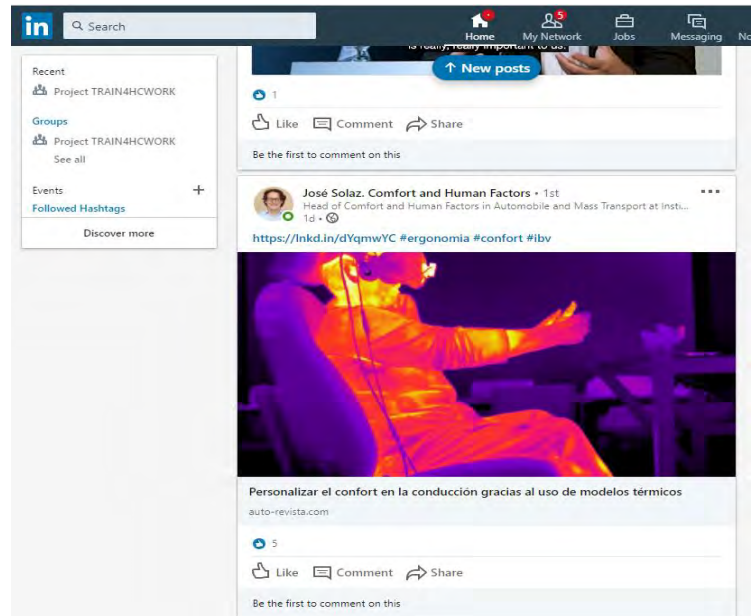 in
Search
Home
My Network
Jobs
Messaging
No
5
is really, really important to us.
↑ New posts
Recent
Project TRAIN4HCWORK
Groups
Project TRAIN4HCWORK
See all
Events +
Followed Hashtags
Discover more
1
Like Comment Share
Be the first to comment on this
José Solaz. Comfort and Human Factors • 1st
Head of Comfort and Human Factors in Automobile and Mass Transport at Insti...
1d •
https://lnkd.in/dYqmwYC #ergonomia #confort #ibv
Personalizar el confort en la conducción gracias al uso de modelos térmicos
auto-revista.com
5
Like Comment Share
Be the first to comment on this